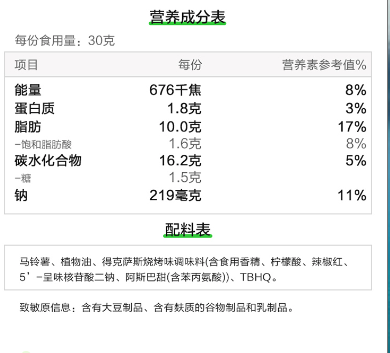 营养成分表
每份食用量：30克
项目 每份 营养素参考值%
能量 676千焦 8%
蛋白质 1.8克 3%
脂肪 10.0克 17%
-饱和脂肪酸 1.6克 8%
碳水化合物 16.2克 5%
-糖 1.5克
钠 219毫克 11%
配料表
马铃薯、植物油、得克萨斯烧烤味调味料(含食用香精、柠檬酸、辣椒红、
5’-呈味核苷酸二钠、阿斯巴甜(含苯丙氨酸))、TBHQ。
致敏原信息：含有大豆制品、含有麸质的谷物制品和乳制品。